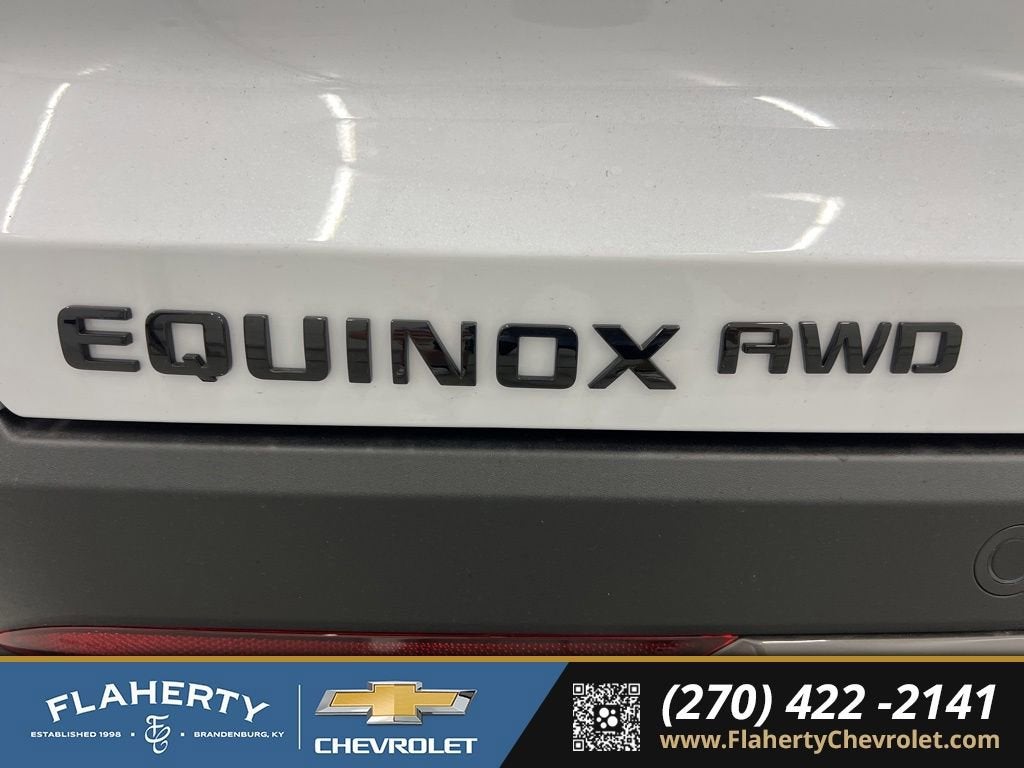 EQUINOX AWD
FLAHERTY
ESTABLISHED 1998 • • BRANDENBURG, KY
CHEVROLET
(270) 422 -2141
www.FlahertyChevrolet.com